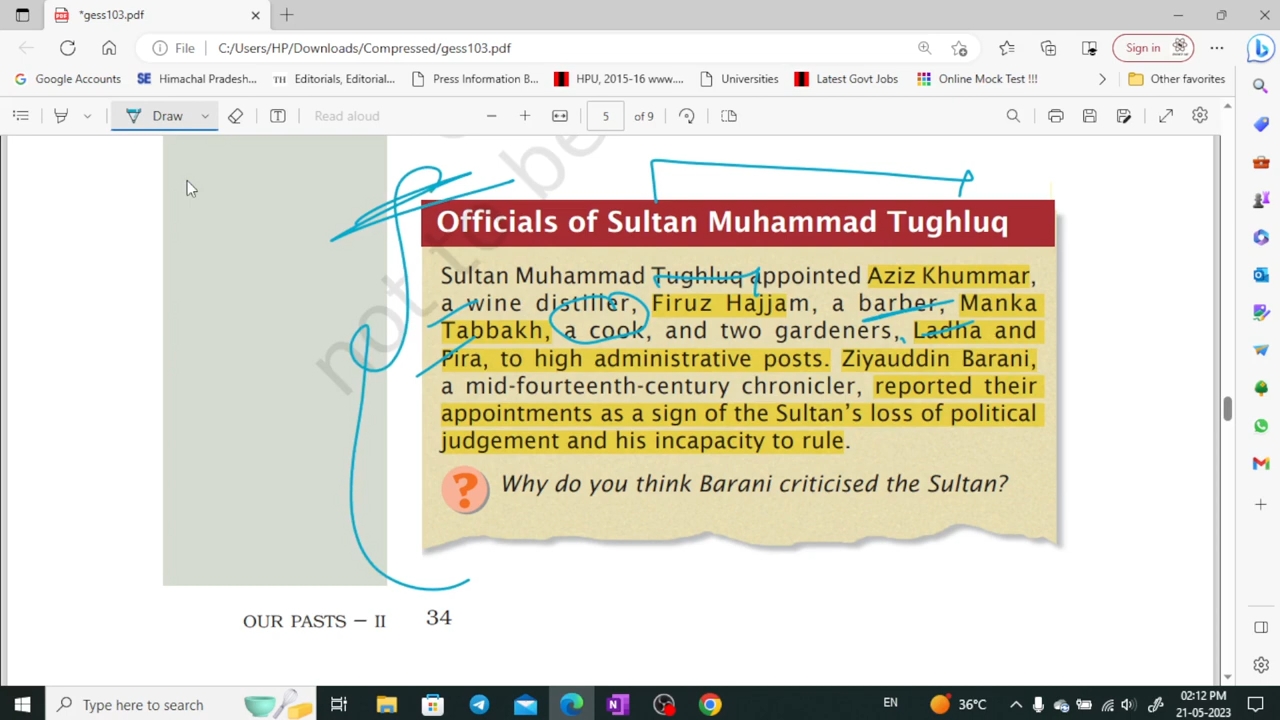 *gess103.pdf
File C:/Users/HP/Downloads/Compressed/gess103.pdf Sign in
Google Accounts SE Himachal Pradesh... TH Editorials, Editorial... Press Information B... HPU, 2015-16 www.... Universities Latest Govt Jobs Online Mock Test !!! Other favorites
Draw Read aloud 5 of 9
not to be
Officials of Sultan Muhammad Tughluq
Sultan Muhammad Tughluq appointed Aziz Khummar,
a wine distiller, Firuz Hajjam, a barber, Manka
Tabbakh, a cook, and two gardeners, Ladha and
Pira, to high administrative posts. Ziyauddin Barani,
a mid-fourteenth-century chronicler, reported their
appointments as a sign of the Sultan's loss of political
judgement and his incapacity to rule.
? Why do you think Barani criticised the Sultan?
OUR PASTS – II 34
Type here to search EN 36°C 02:12 PM
21-05-2023